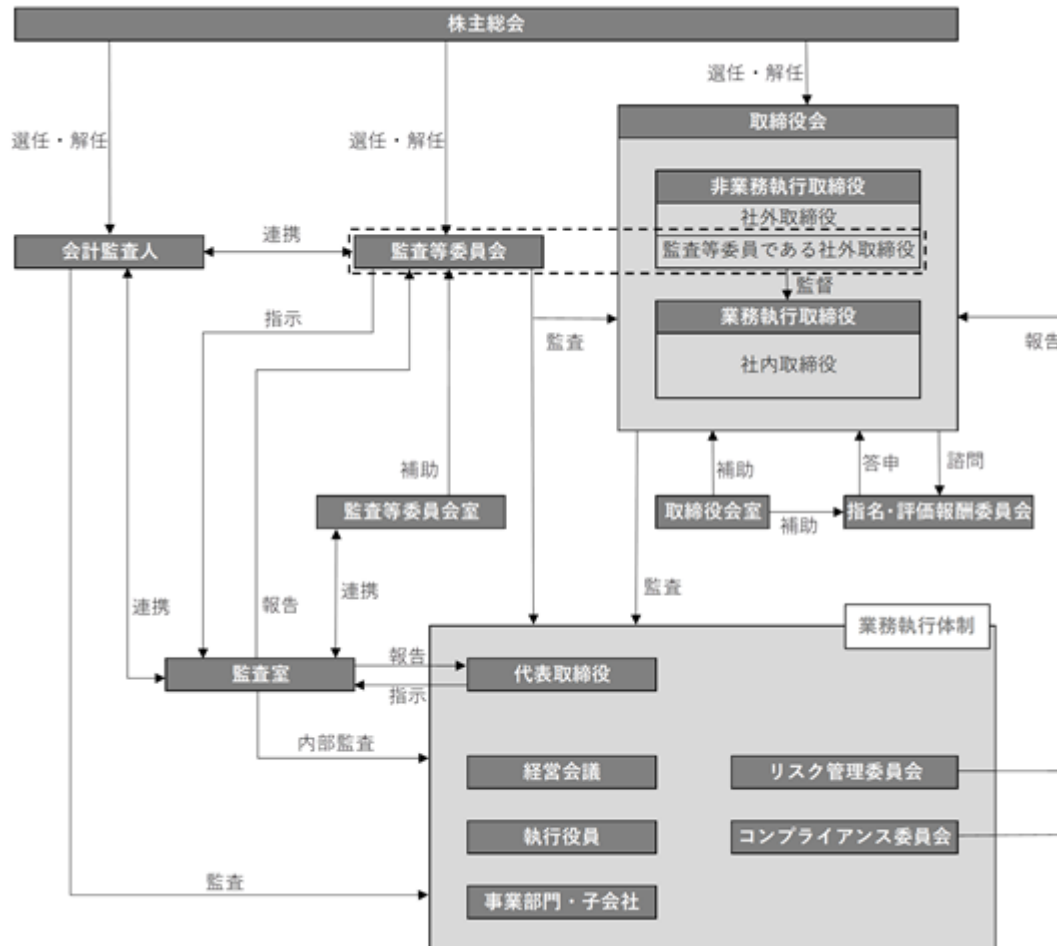 株主総会
選任・解任
取締役会
選任・解任
選任・解任
非業務執行取締役
社外取締役
会計監査人
連携
監査等委員会
監査等委員である社外取締役
監督
指示
業務執行取締役
監査
報告
社内取締役
補助
補助
答申
諮問
監査等委員会室
取締役会室
指名・評価報酬委員会
補助
連携
報告
連携
監査
業務執行体制
監査室
報告
代表取締役
指示
内部監査
経営会議
リスク管理委員会
執行役員
コンプライアンス委員会
監査
事業部門・子会社